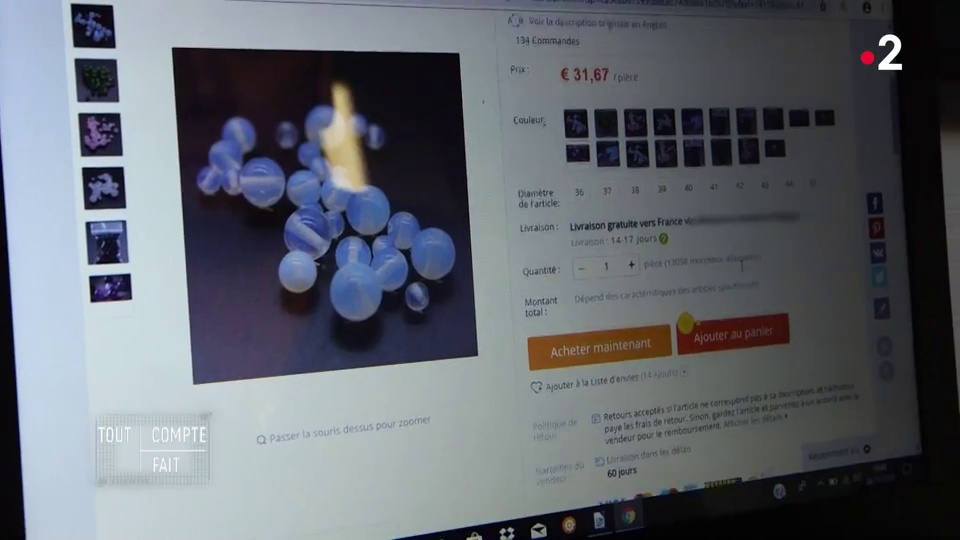 Voir la description originale en Anglais
2
134 Commandes
Prix :
€ 31,67 / pièce
Couleur:
Diamètre de l'article:
36 37 38 39 40 41 42 43 44
Livraison :
Livraison gratuite vers France
Livraison : 14-17 jours
Quantité :
- 1 +
pièce (13058
Montant total :
Dépend des caractéristiques des articles
Acheter maintenant
Ajouter au panier
Ajouter à la Liste d'envies (14 Ajouts)
Passer la souris dessus pour zoomer
Politique de retour
Retours acceptés si l'article ne correspond pas à sa description, et l'acheteur
paye les frais de retour. Sinon, gardez l'article et parvenez à un accord avec le
vendeur pour le remboursement. Afficher les détails
TOUT COMPTE
FAIT
Garanties du vendeur
Livraison dans les délais
60 jours